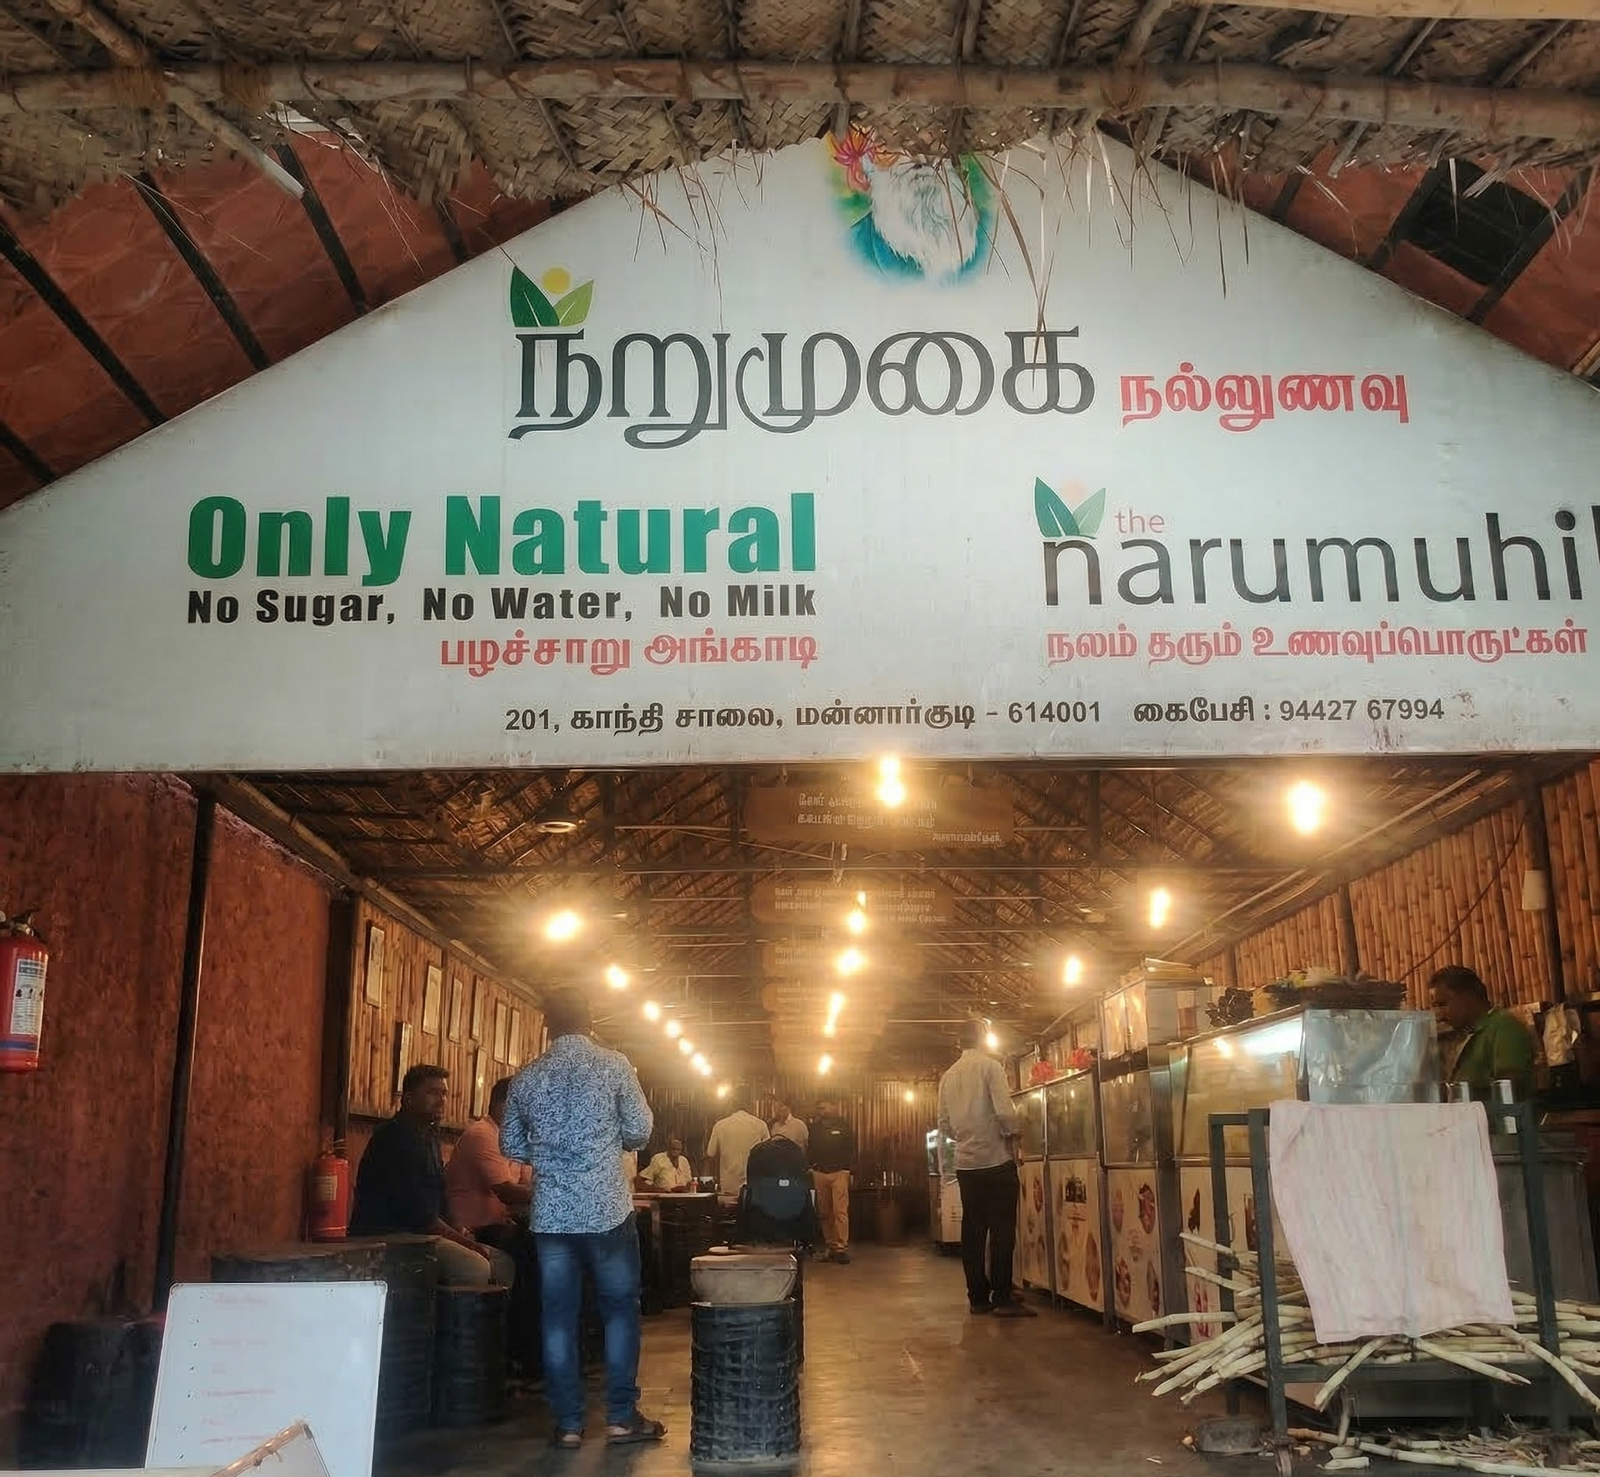 நறுமுகை நல்லுணவு
Only Natural
No Sugar, No Water, No Milk
பழச்சாறு அங்காடி
the
narumuhi
நலம் தரும் உணவுப்பொருட்கள்
201, காந்தி சாலை, மன்னார்குடி - 614001 கைபேசி : 94427 67994